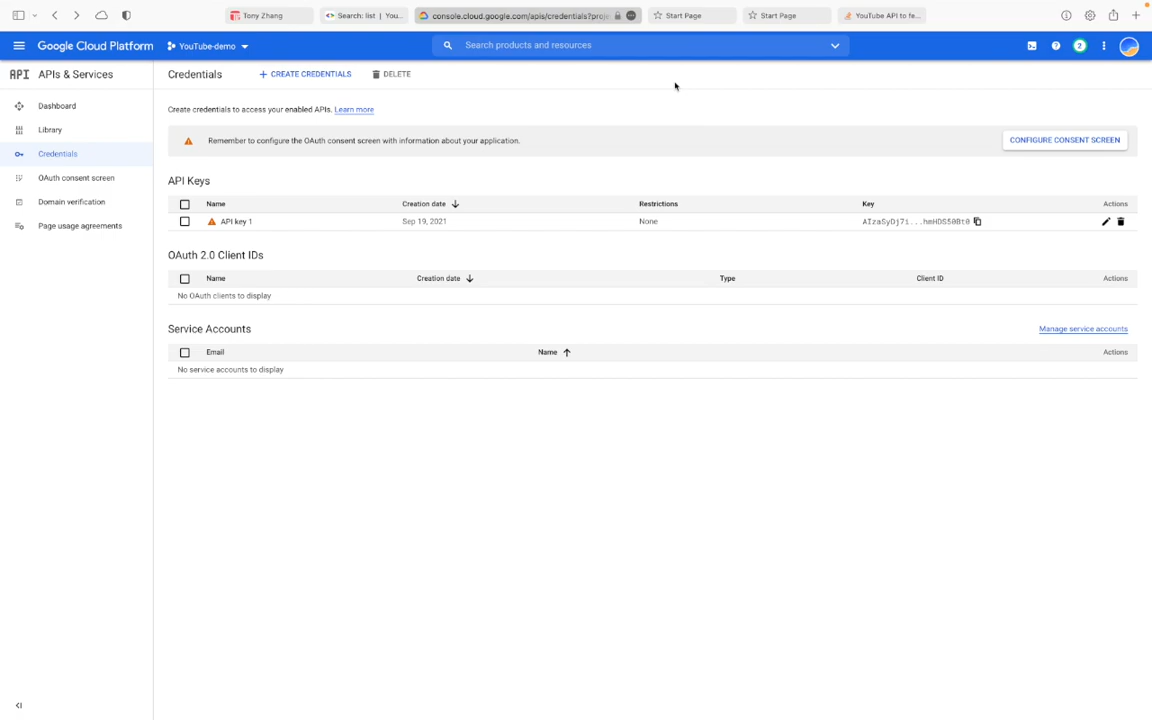 Tony Zhang
Search: list | You...
console.cloud.google.com/apis/credentials?proje
Start Page
Start Page
YouTube API to fe...
Google Cloud Platform
YouTube-demo
Search products and resources
2
API APIs & Services
Credentials
CREATE CREDENTIALS
DELETE
Dashboard
Library
Credentials
OAuth consent screen
Domain verification
Page usage agreements
Create credentials to access your enabled APIs. Learn more
Remember to configure the OAuth consent screen with information about your application.
CONFIGURE CONSENT SCREEN
API Keys
Name Creation date Restrictions Key Actions
API key 1 Sep 19, 2021 None AIzaSyDj7i...hmHDS50Bt0
OAuth 2.0 Client IDs
Name Creation date Type Client ID Actions
No OAuth clients to display
Service Accounts
Manage service accounts
Email Name Actions
No service accounts to display